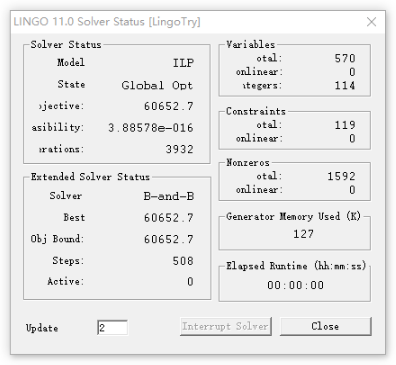 LINGO 11.0 Solver Status [LingoTry]
Solver Status
Model ILP
State Global Opt
jective: 60652.7
asibility: 3.88578e-016
rations: 3932
Extended Solver Status
Solver B-and-B
Best 60652.7
Obj Bound: 60652.7
Steps: 508
Active: 0
Variables
otal: 570
onlinear: 0
itegers: 114
Constraints
otal: 119
onlinear: 0
Nonzeros
otal: 1592
onlinear: 0
Generator Memory Used (K)
127
Elapsed Runtime (hh:mm:ss)
00:00:00
Update 2
Interrupt Solver
Close